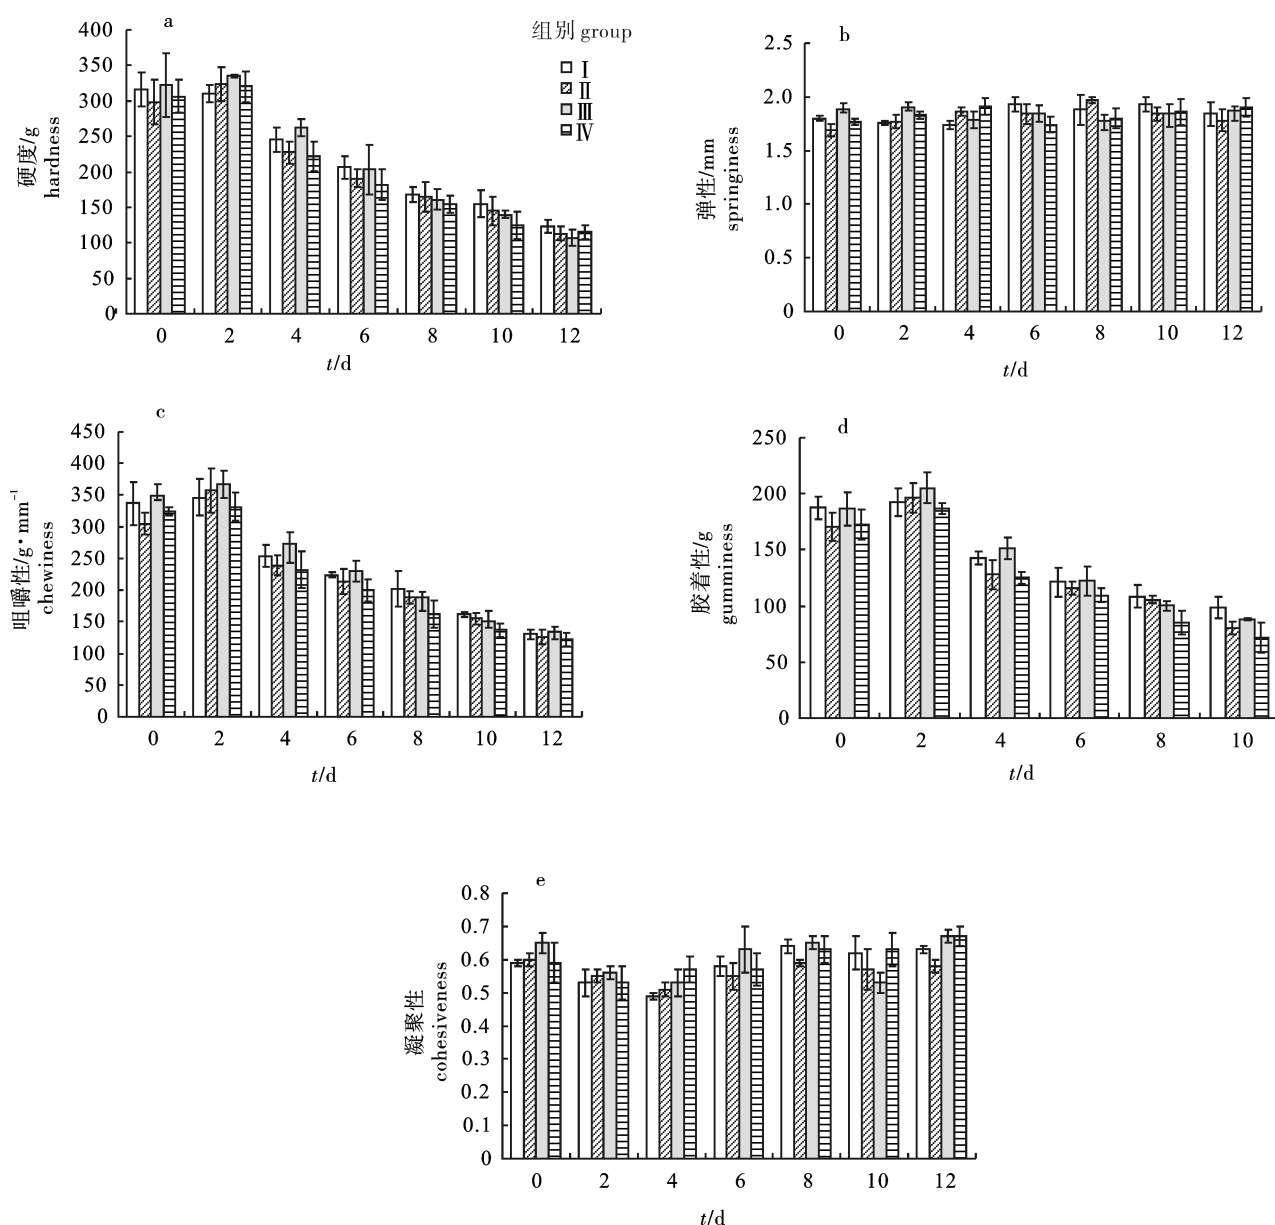 a
组别 group
Ⅰ
Ⅱ
Ⅲ
Ⅳ
400
350
300
250
200
150
100
50
0
硬度/g
hardness
0 2 4 6 8 10 12
t/d
b
2.5
2.0
1.5
1.0
0.5
0
弹性/mm
springiness
0 2 4 6 8 10 12
t/d
c
450
400
350
300
250
200
150
100
50
0
咀嚼性/g·mm⁻¹
chewiness
0 2 4 6 8 10 12
t/d
d
250
200
150
100
50
0
胶着性/g
gumminess
0 2 4 6 8 10
t/d
e
0.8
0.7
0.6
0.5
0.4
0.3
0.2
0.1
0
凝聚性
cohesiveness
0 2 4 6 8 10 12
t/d